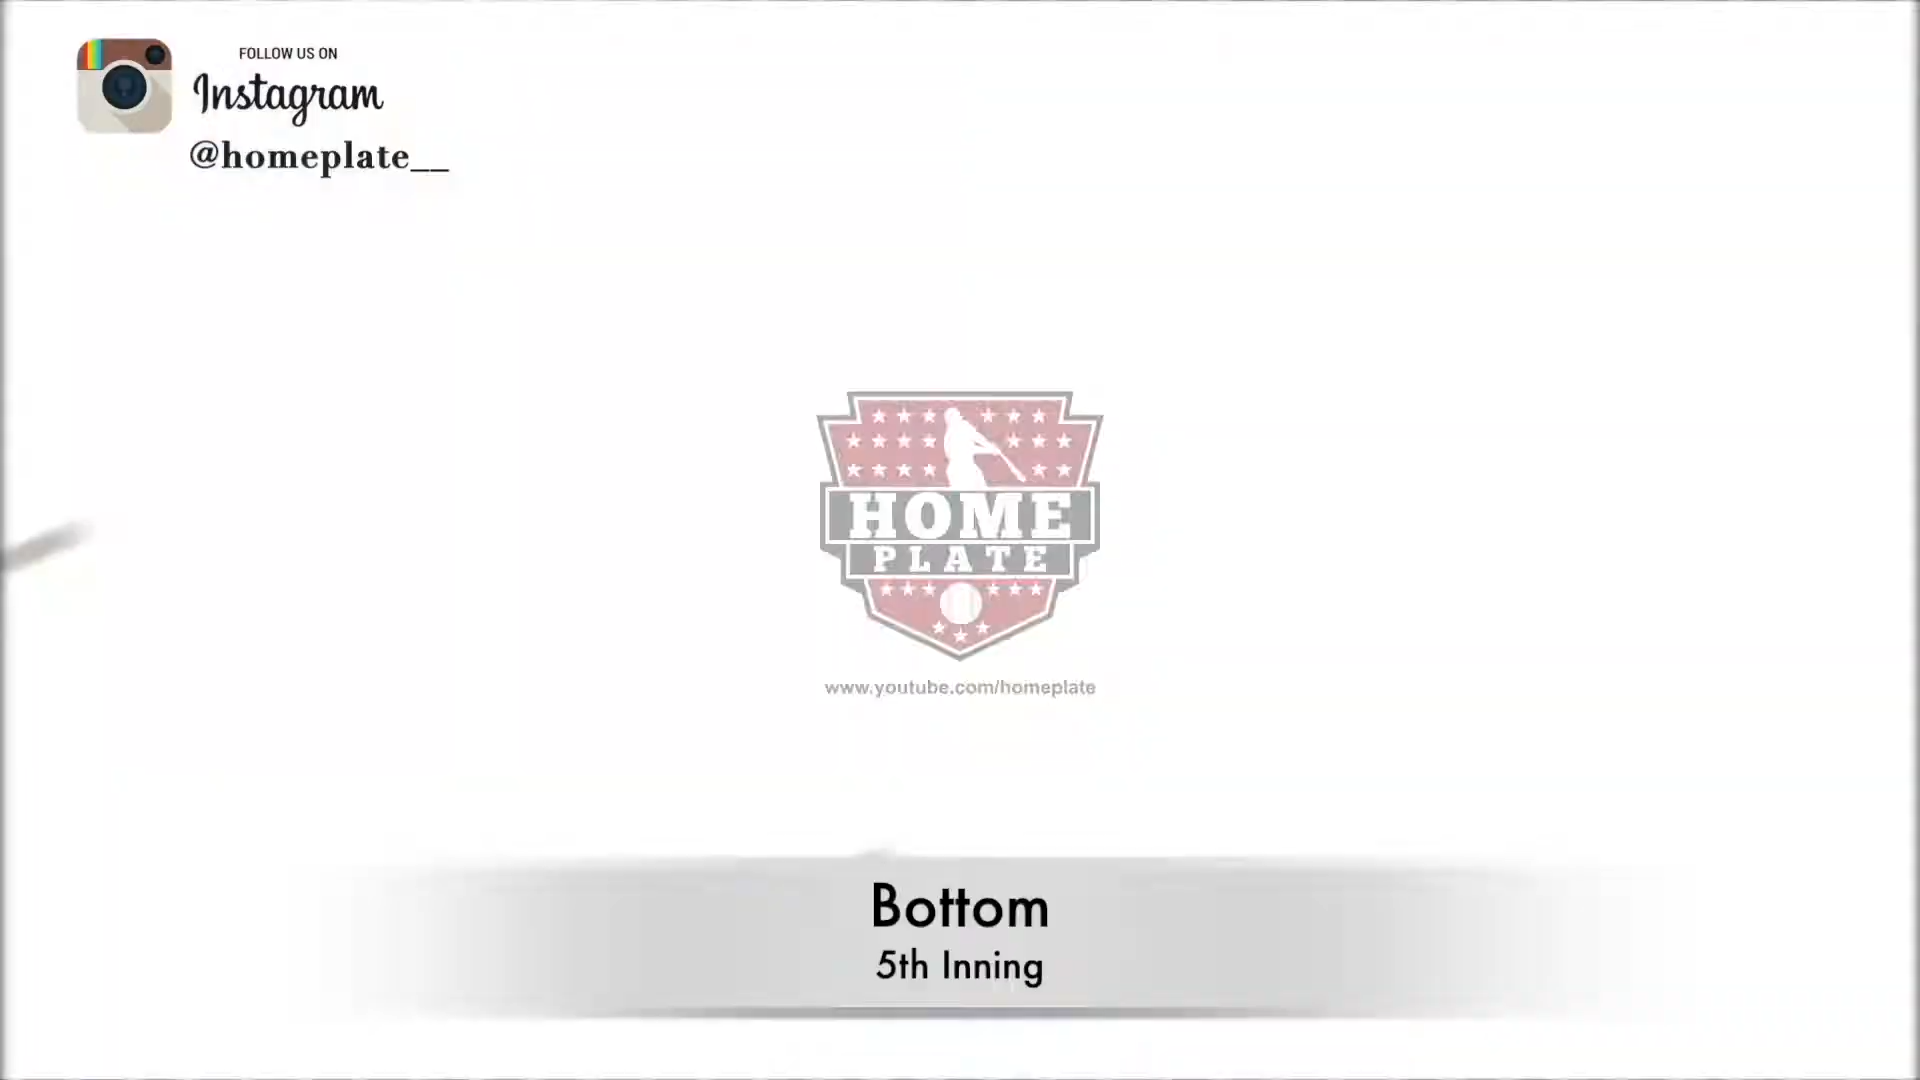 FOLLOW US ON
Instagram
@homeplate__
HOME
PLATE
www.youtube.com/homeplate
Bottom
5th Inning